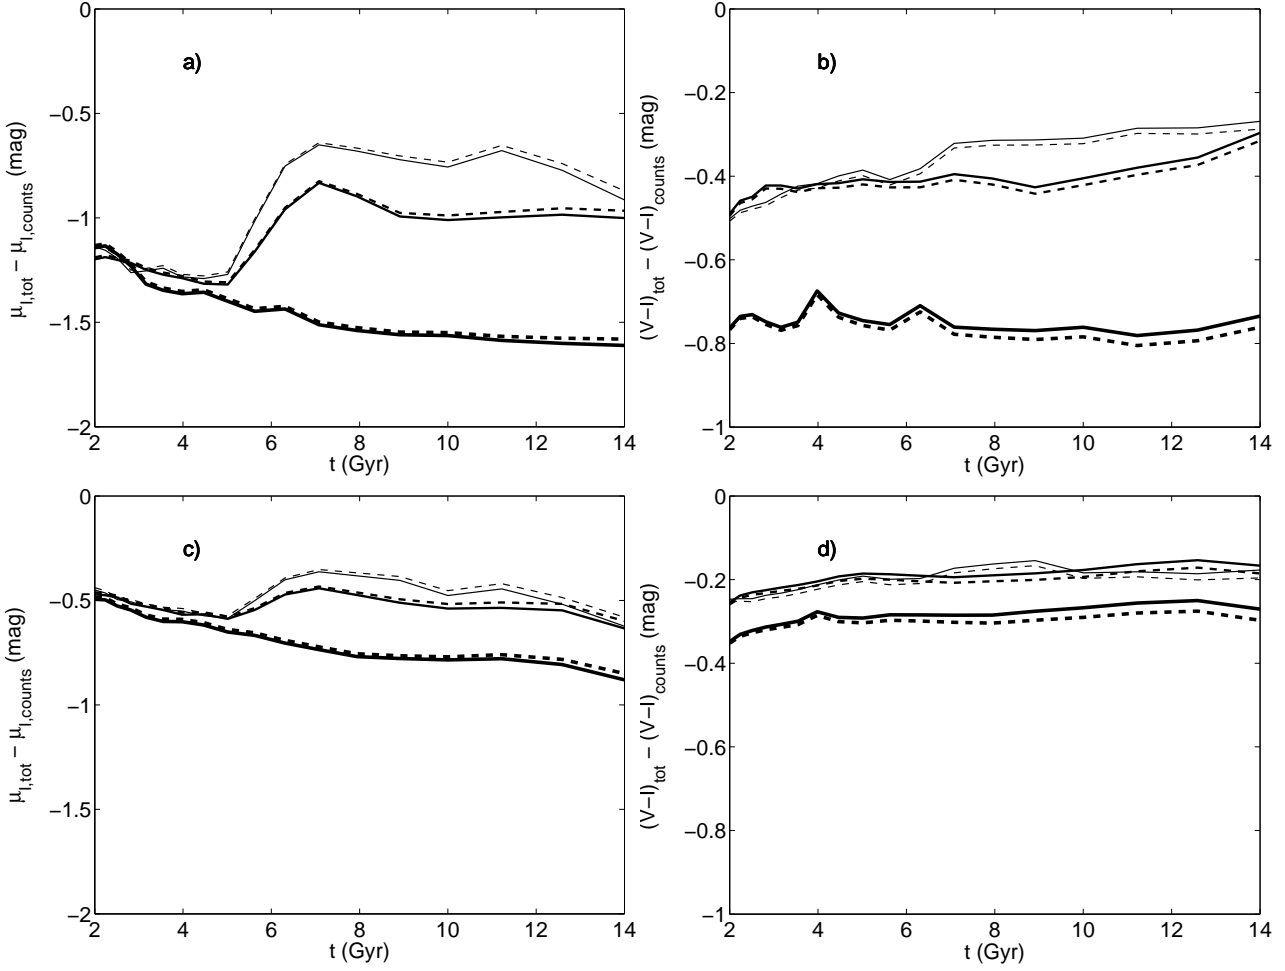 a)
0
−0.5
−1
−1.5
−2
2 4 6 8 10 12 14
t (Gyr)
μI,tot − μI,counts (mag)
b)
0
−0.2
−0.4
−0.6
−0.8
−1
2 4 6 8 10 12 14
t (Gyr)
(V−I)tot − (V−I)counts (mag)
c)
0
−0.5
−1
−1.5
−2
2 4 6 8 10 12 14
t (Gyr)
μI,tot − μI,counts (mag)
d)
0
−0.2
−0.4
−0.6
−0.8
−1
2 4 6 8 10 12 14
t (Gyr)
(V−I)tot − (V−I)counts (mag)